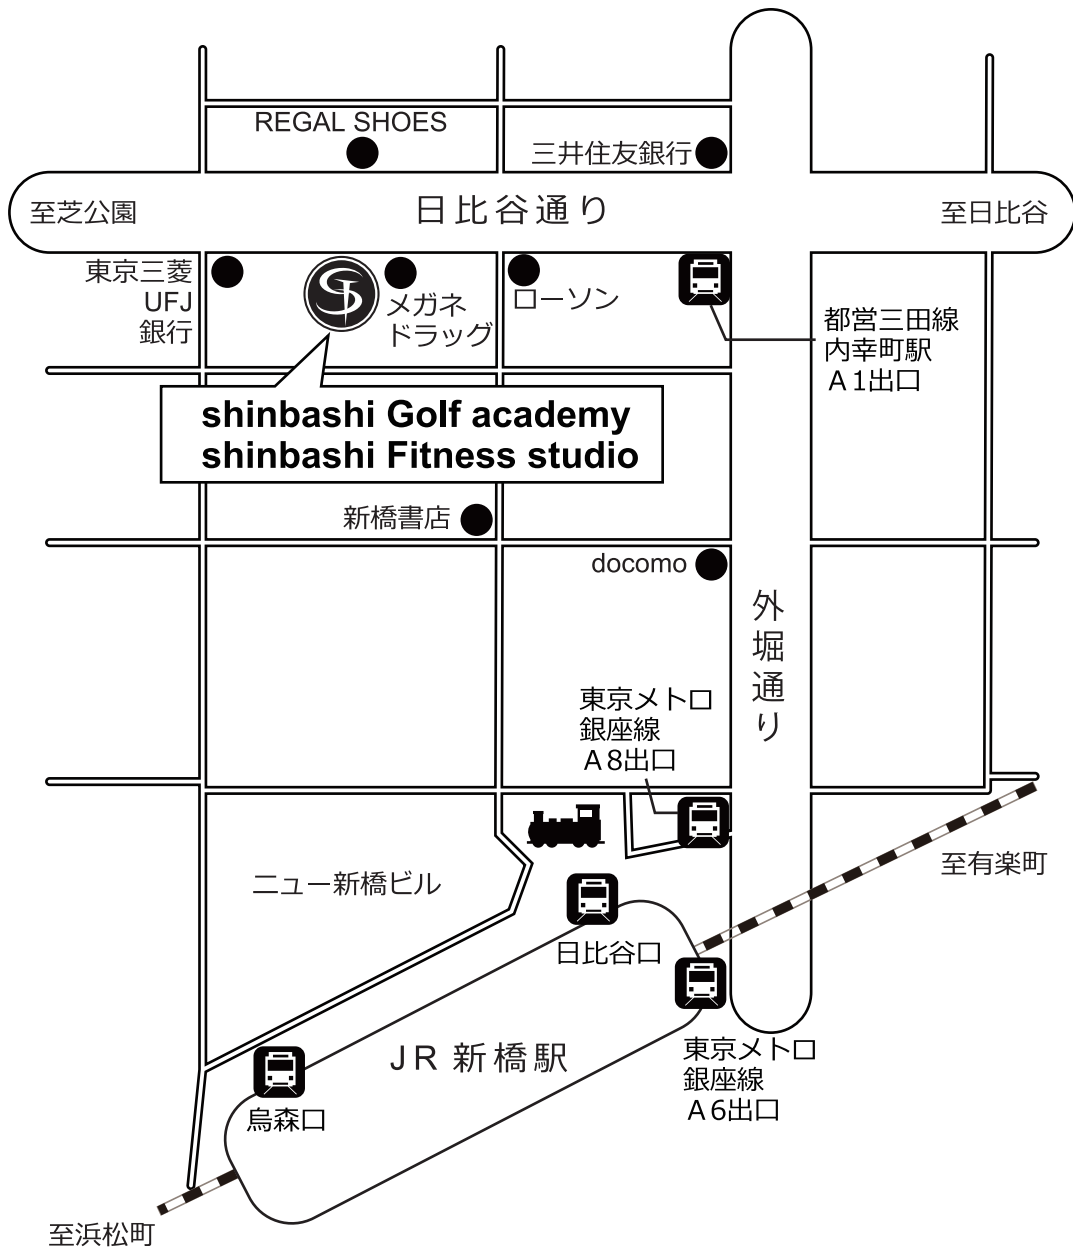 REGAL SHOES
三井住友銀行
至芝公園
日比谷通り
至日比谷
東京三菱
UFJ
銀行
メガネ
ドラッグ
ローソン
都営三田線
内幸町駅
A1出口
shinbashi Golf academy
shinbashi Fitness studio
新橋書店
docomo
外堀通り
東京メトロ
銀座線
A8出口
至有楽町
ニュー新橋ビル
日比谷口
JR 新橋駅
東京メトロ
銀座線
A6出口
烏森口
至浜松町